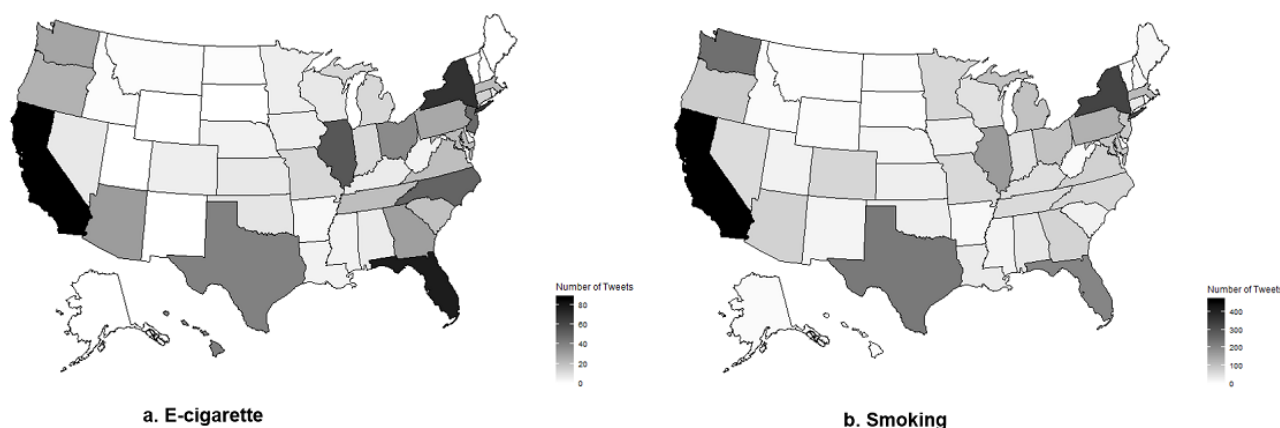 Number of Tweets
80
60
40
20
0
a. E-cigarette
Number of Tweets
400
300
200
100
0
b. Smoking